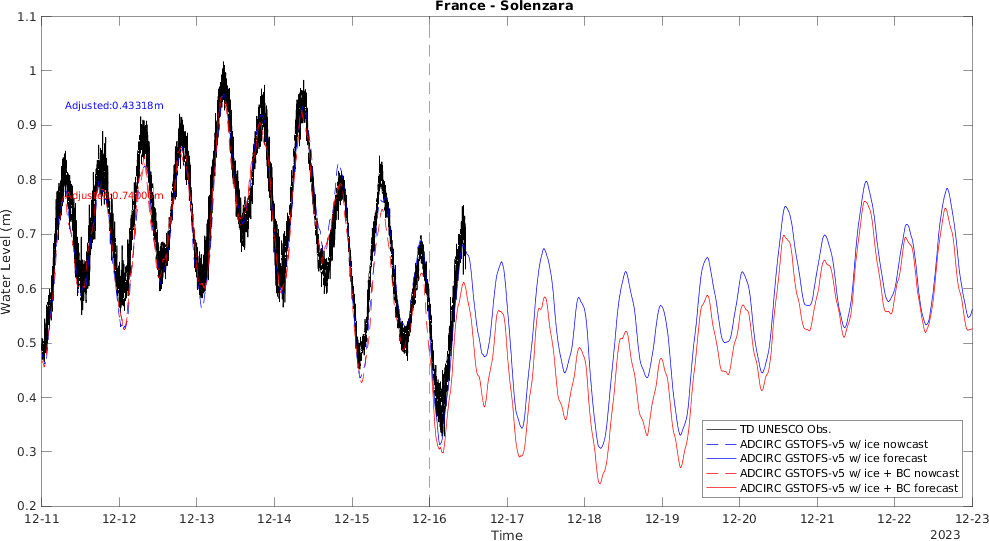 France - Solenzara
1.1
1
0.9
0.8
0.7
0.6
0.5
0.4
0.3
0.2
Water Level (m)
Adjusted:0.43318m
TD UNESCO Obs.
ADCIRC GSTOFS-v5 w/ ice nowcast
ADCIRC GSTOFS-v5 w/ ice forecast
ADCIRC GSTOFS-v5 w/ ice + BC nowcast
ADCIRC GSTOFS-v5 w/ ice + BC forecast
12-11 12-12 12-13 12-14 12-15 12-16 12-17 12-18 12-19 12-20 12-21 12-22 12-23
Time
2023